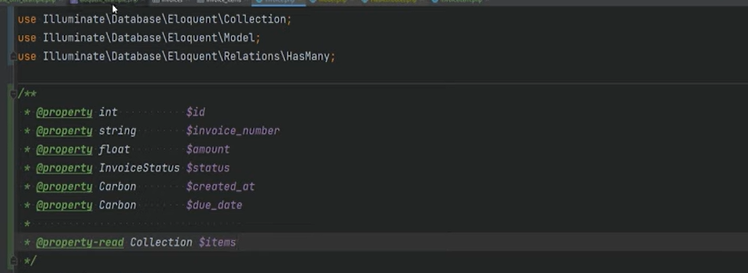 use Illuminate\Database\Eloquent\Collection;
use Illuminate\Database\Eloquent\Model;
use Illuminate\Database\Eloquent\Relations\HasMany;
/**
* @property int $id
* @property string $invoice_number
* @property float $amount
* @property InvoiceStatus $status
* @property Carbon $created_at
* @property Carbon $due_date
*
* @property-read Collection $items
*/